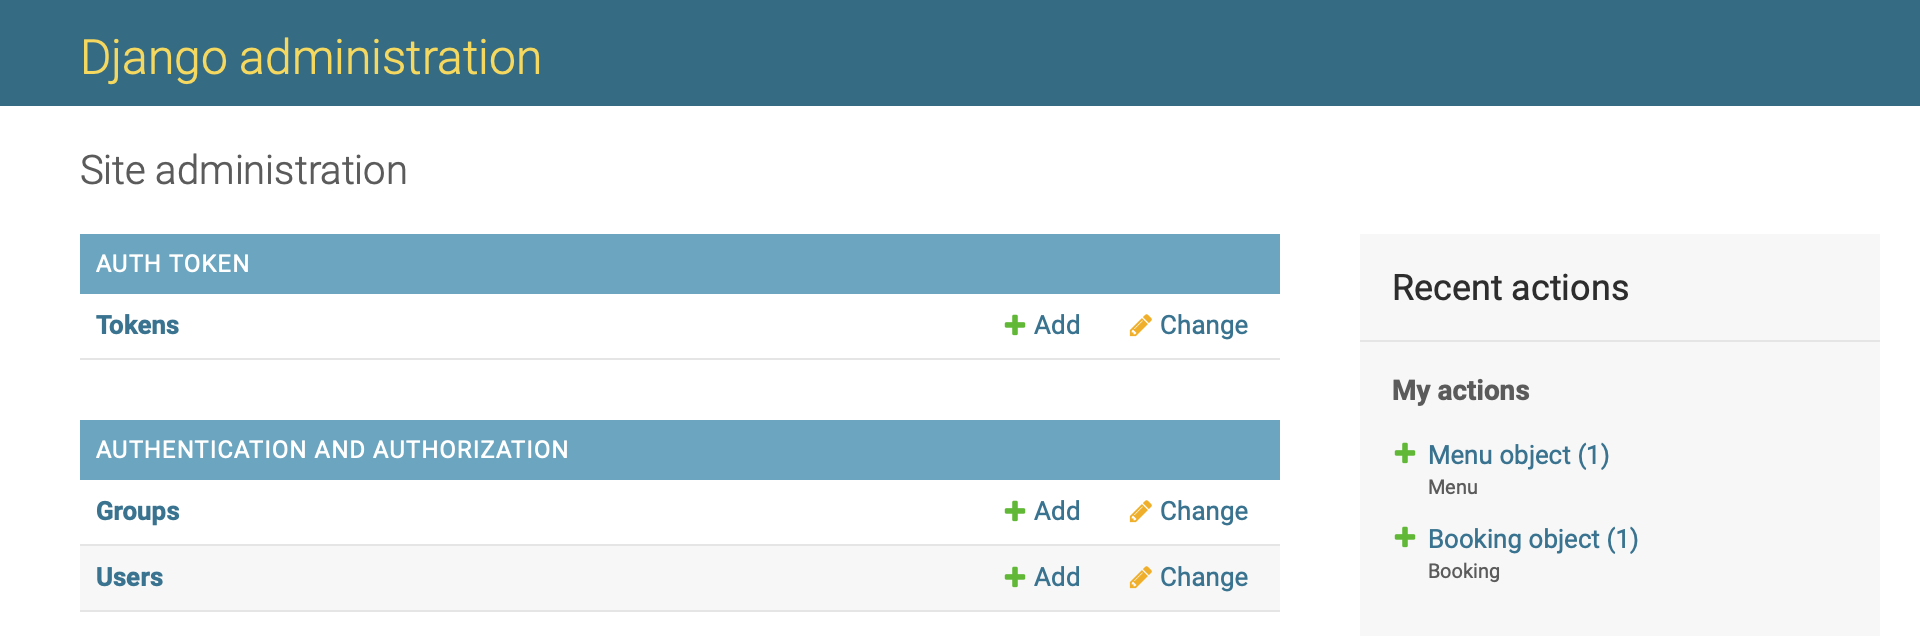 Django administration
Site administration
AUTH TOKEN
Tokens Add Change
AUTHENTICATION AND AUTHORIZATION
Groups Add Change
Users Add Change
Recent actions
My actions
Menu object (1)
Menu
Booking object (1)
Booking